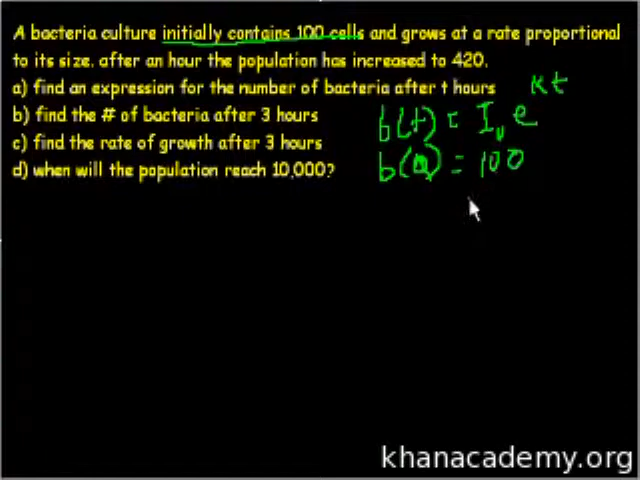 A bacteria culture initially contains 100 cells and grows at a rate proportional
to its size. after an hour the population has increased to 420.
a) find an expression for the number of bacteria after t hours
b) find the # of bacteria after 3 hours
c) find the rate of growth after 3 hours
d) when will the population reach 10,000?
b(t) = I₀ e^kt
b(0) = 100
khanacademy.org